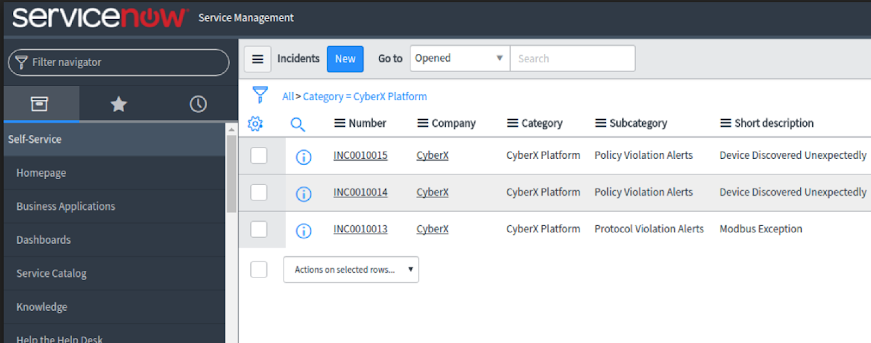 servicenow Service Management
Filter navigator
Incidents New Go to Opened Search
All > Category = CyberX Platform
Number Company Category Subcategory Short description
INC0010015 CyberX CyberX Platform Policy Violation Alerts Device Discovered Unexpectedly
INC0010014 CyberX CyberX Platform Policy Violation Alerts Device Discovered Unexpectedly
INC0010013 CyberX CyberX Platform Protocol Violation Alerts Modbus Exception
Actions on selected rows...
Self-Service
Homepage
Business Applications
Dashboards
Service Catalog
Knowledge
Help the Help Desk